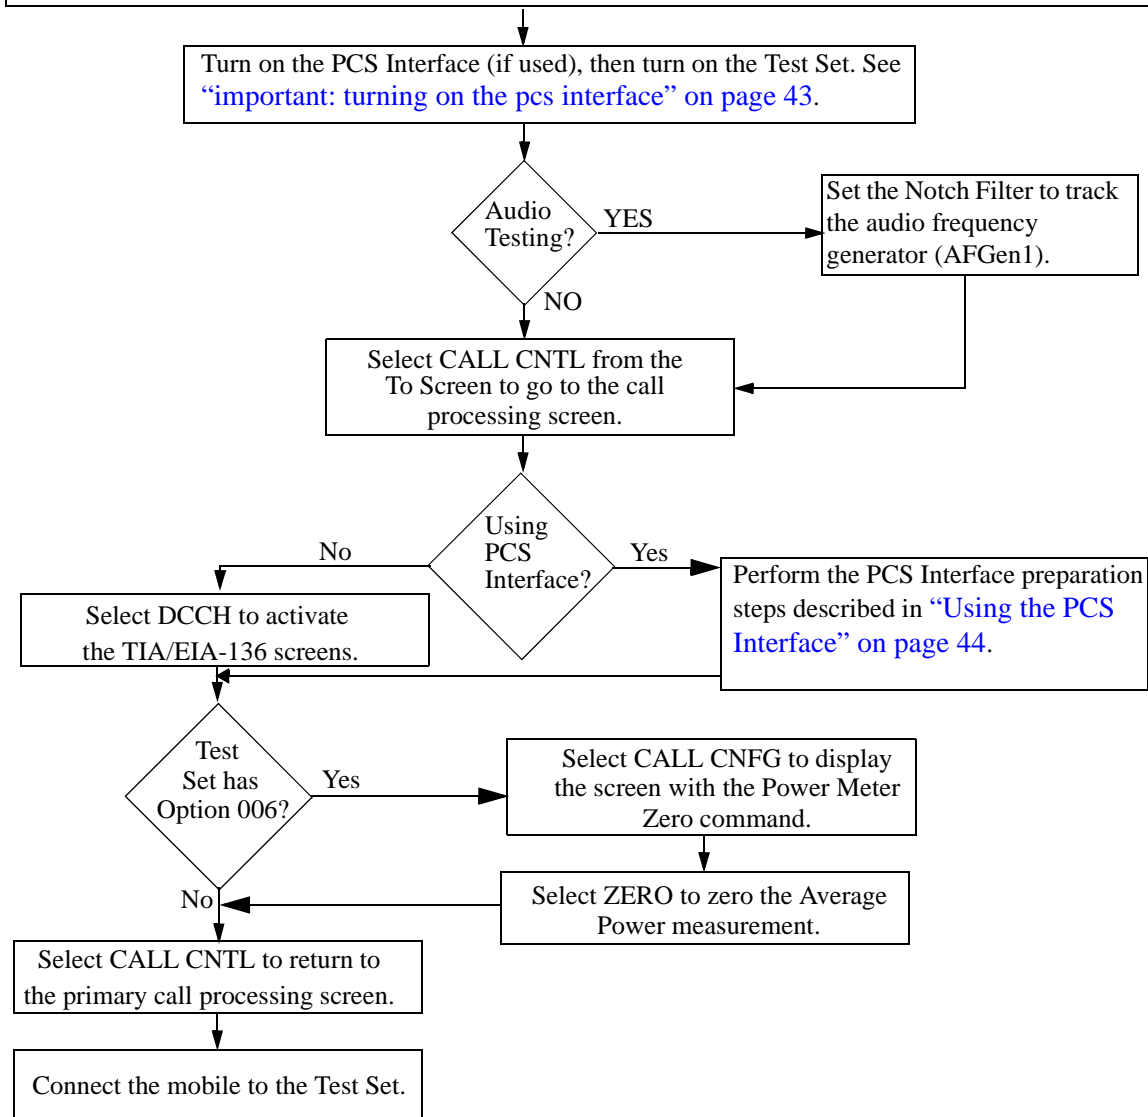 Turn on the PCS Interface (if used), then turn on the Test Set. See
“important: turning on the pcs interface” on page 43.
Audio
Testing?
YES
Set the Notch Filter to track
the audio frequency
generator (AFGen1).
NO
Select CALL CNTL from the
To Screen to go to the call
processing screen.
Using
PCS
Interface?
No
Yes
Select DCCH to activate
the TIA/EIA-136 screens.
Perform the PCS Interface preparation
steps described in “Using the PCS
Interface” on page 44.
Test
Set has
Option 006?
Yes
Select CALL CNFG to display
the screen with the Power Meter
Zero command.
No
Select ZERO to zero the Average
Power measurement.
Select CALL CNTL to return to
the primary call processing screen.
Connect the mobile to the Test Set.